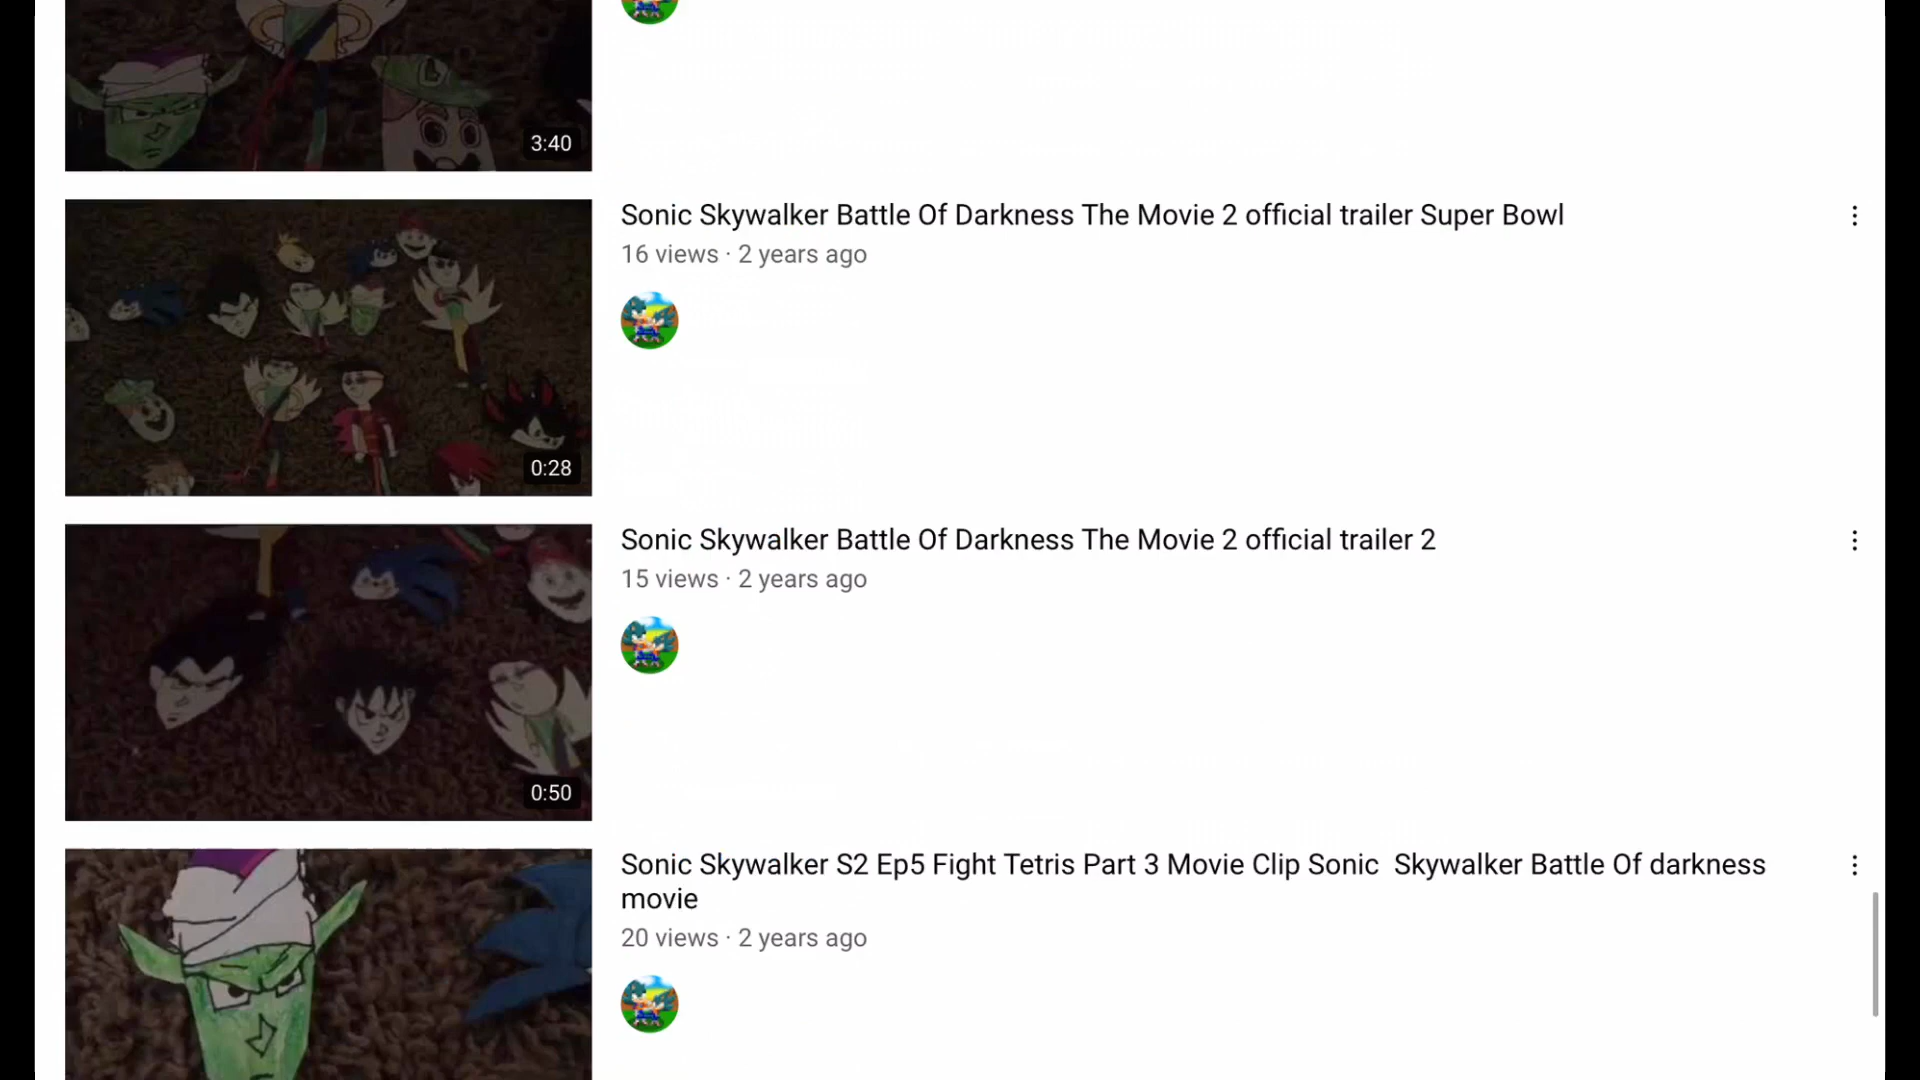 3:40
Sonic Skywalker Battle Of Darkness The Movie 2 official trailer Super Bowl
16 views · 2 years ago
0:28
Sonic Skywalker Battle Of Darkness The Movie 2 official trailer 2
15 views · 2 years ago
0:50
Sonic Skywalker S2 Ep5 Fight Tetris Part 3 Movie Clip Sonic  Skywalker Battle Of darkness
movie
20 views · 2 years ago